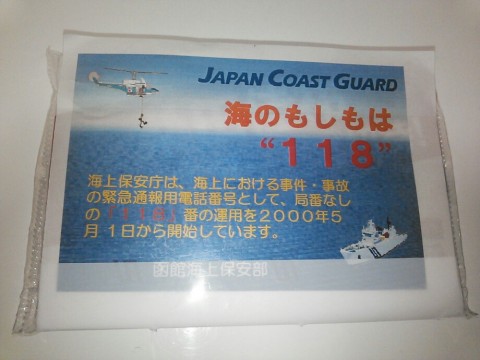 JAPAN COAST GUARD
海のもしもは
“118”
海上保安庁は、海上における事件・事故
の緊急通報用電話番号として、局番なし
の「118」番の運用を2000年5
月1日から開始しています。
函館海上保安部